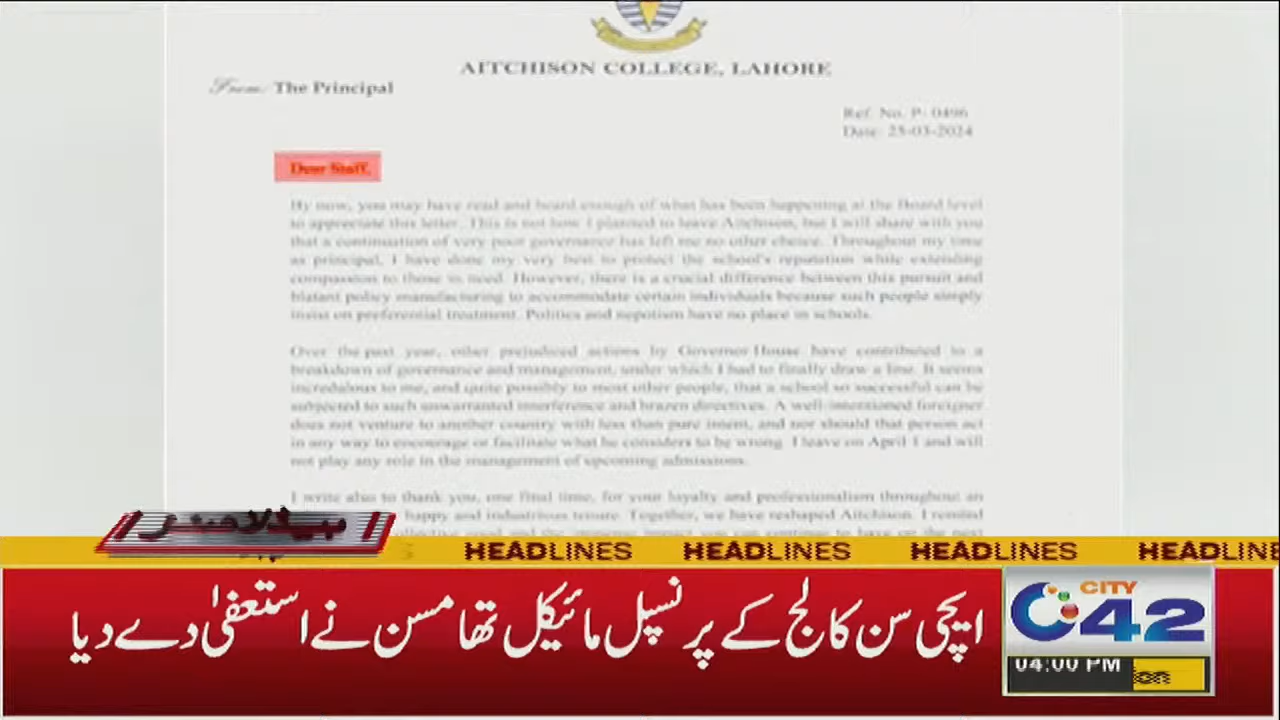 AITCHISON COLLEGE, LAHORE
From: The Principal
Ref. No. P- 0496
Date: 25-03-2024
Dear Staff,
By now, you may have read and heard enough of what has been happening at the Board level
to appreciate this letter. This is not how I planned to leave Aitchison, but I will share with you
that a continuation of very poor governance has left me no other choice. Throughout my time
as principal, I have done my very best to protect the school's reputation while extending
compassion to those in need. However, there is a crucial difference between this pursuit and
blatant policy manufacturing to accommodate certain individuals because such people simply
insist on preferential treatment. Politics and nepotism have no place in schools.
Over the past year, other prejudiced actions by Governor House have contributed to a
breakdown of governance and management, under which I had to finally draw a line. It seems
incredulous to me, and quite possibly to most other people, that a school so successful can be
subjected to such unwarranted interference and brazen directives. A well-intentioned foreigner
does not venture to another country with less than pure intent, and nor should that person act
in any way to encourage or facilitate what he considers to be wrong. I leave on April 1 and will
not play any role in the management of upcoming admissions.
I write also to thank you, one final time, for your loyalty and professionalism throughout an
happy and industrious tenure. Together, we have reshaped Aitchison. I remind
ہیڈلائنز
HEADLINES HEADLINES HEADLINES HEADLINE
ایچی سن کالج کے پرنسپل مائیکل تھامسن نے استعفیٰ دے دیا
CITY
42
04:00 PM